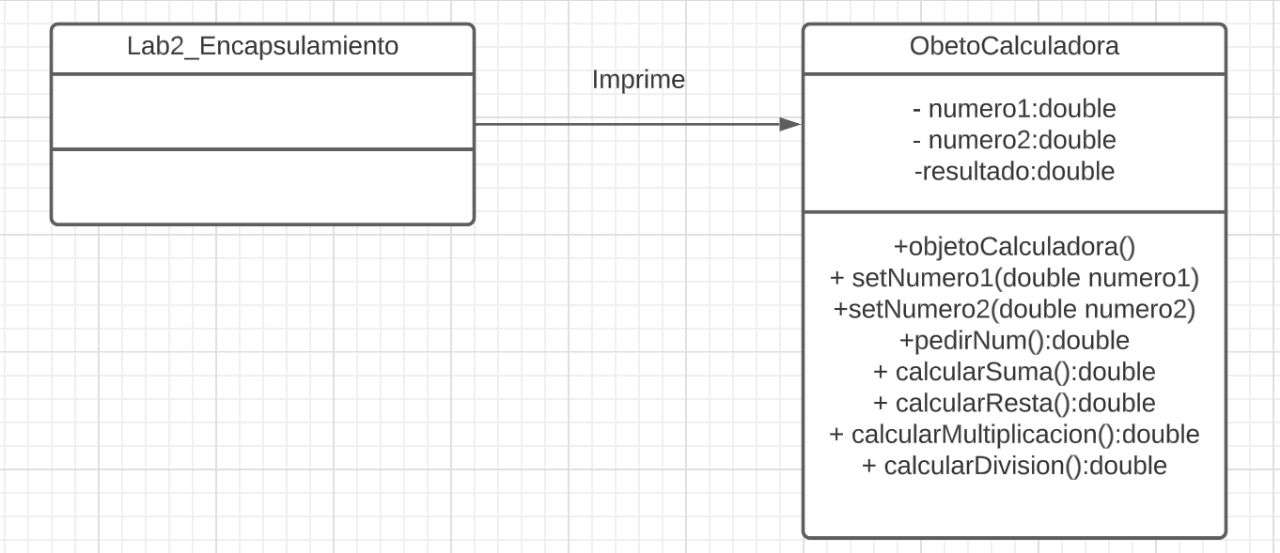 Lab2_Encapsulamiento
Imprime
ObetoCalculadora
- numero1:double
- numero2:double
-resultado:double
+objetoCalculadora()
+ setNumero1(double numero1)
+setNumero2(double numero2)
+pedirNum():double
+ calcularSuma():double
+ calcularResta():double
+ calcularMultiplicacion():double
+ calcularDivision():double